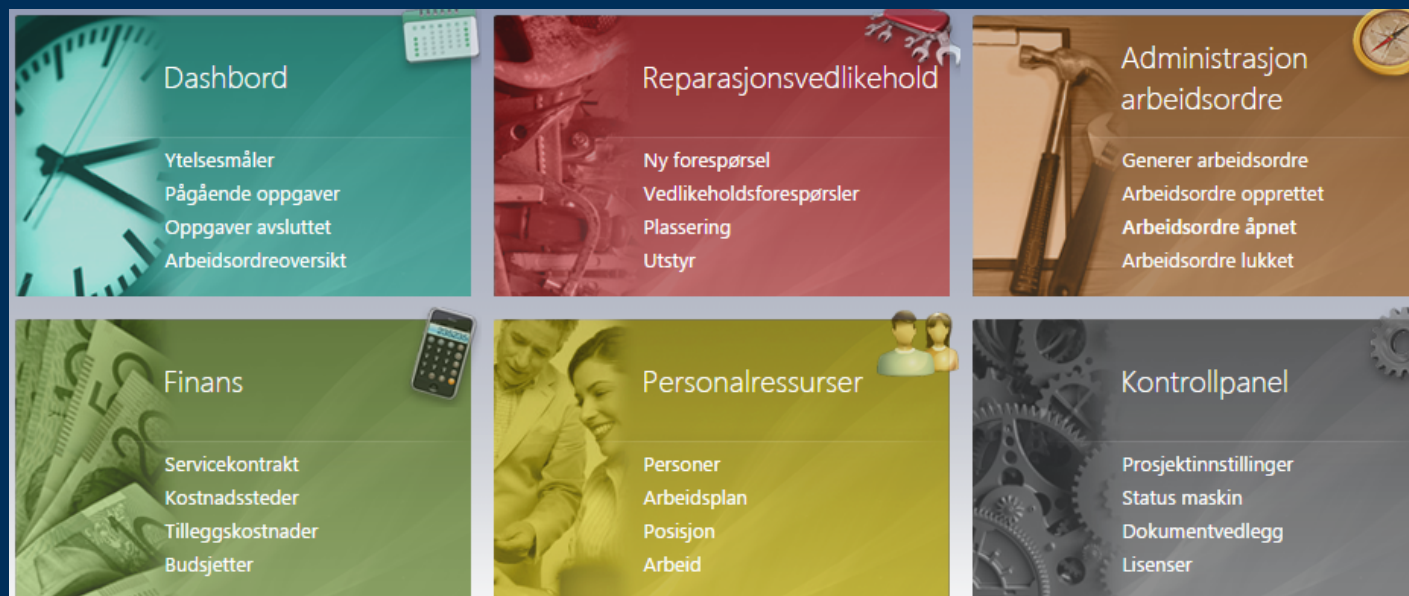 Dashbord
Ytelsesmåler
Pågående oppgaver
Oppgaver avsluttet
Arbeidsordreoversikt
Reparasjonsvedlikehold
Ny forespørsel
Vedlikeholdsforespørsler
Plassering
Utstyr
Administrasjon
arbeidsordre
Generer arbeidsordre
Arbeidsordre opprettet
Arbeidsordre åpnet
Arbeidsordre lukket
Finans
Servicekontrakt
Kostnadssteder
Tilleggskostnader
Budsjetter
Personalressurser
Personer
Arbeidsplan
Posisjon
Arbeid
Kontrollpanel
Prosjektinnstillinger
Status maskin
Dokumentvedlegg
Lisenser